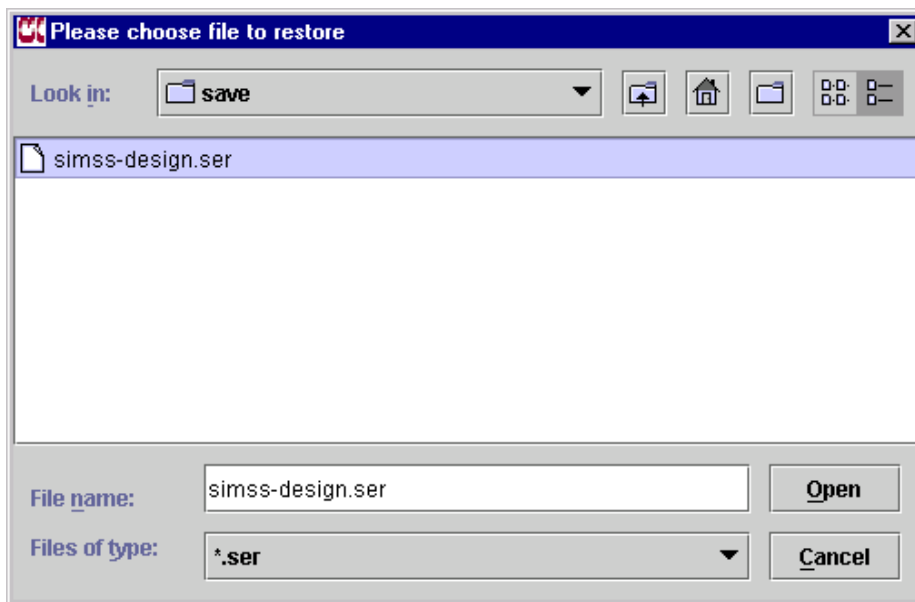 Please choose file to restore
Look in: save
simss-design.ser
File name: simss-design.ser Open
Files of type: *.ser Cancel